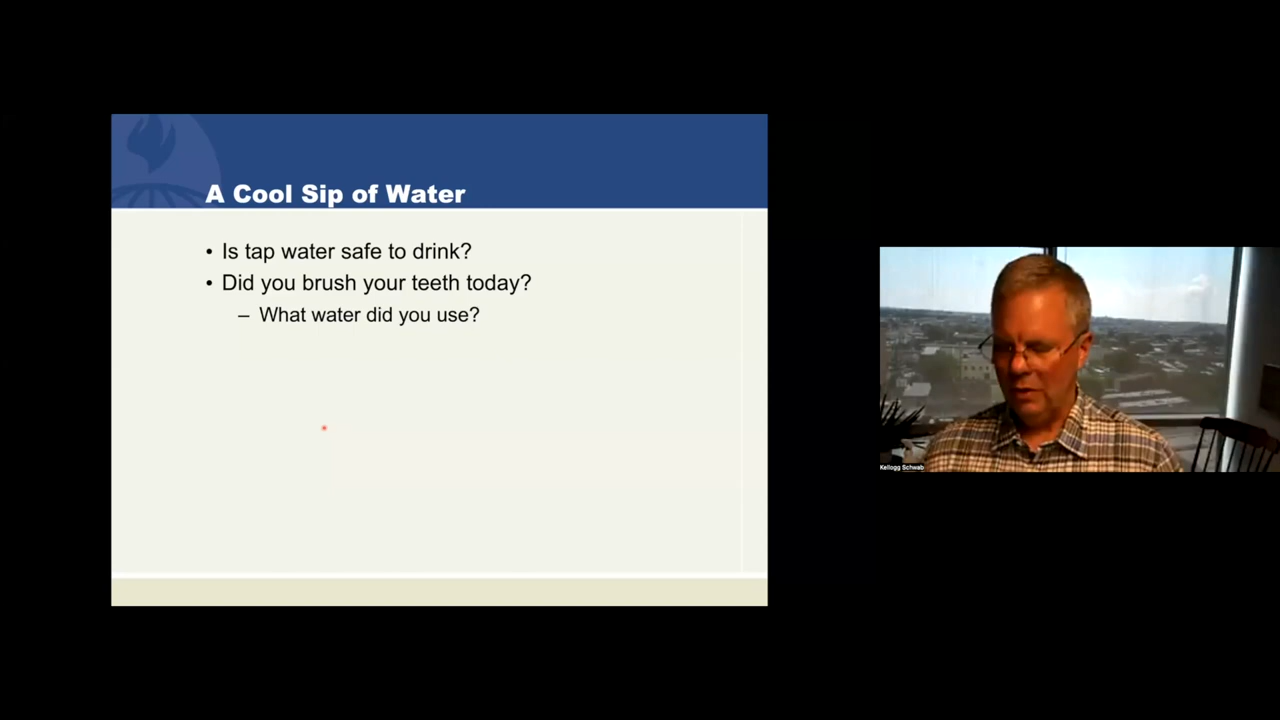 A Cool Sip of Water
• Is tap water safe to drink?
• Did you brush your teeth today?
– What water did you use?
Kellogg Schwab